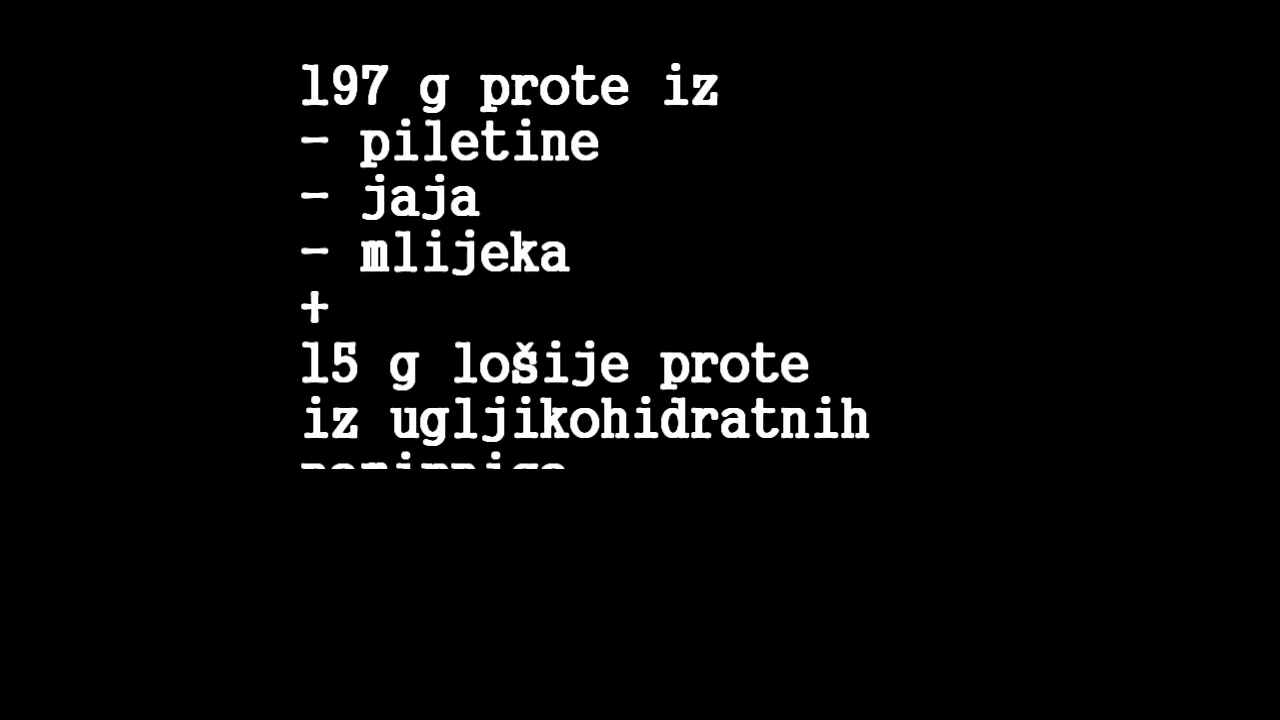 197 g prote iz
- piletine
- jaja
- mlijeka
+
15 g lošije prote
iz ugljikohidratnih